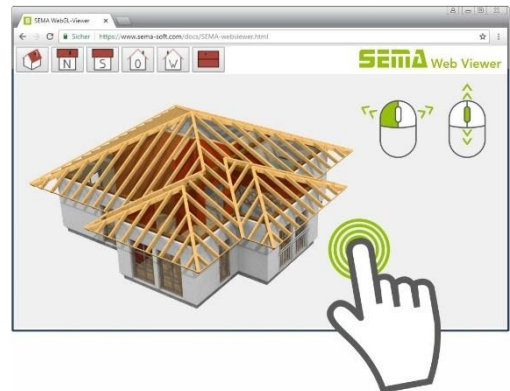 SEMA WebGL-Viewer
Sicher | https://www.sema-soft.com/docs/SEMA-webviewer.html
N S O W
SEMA Web Viewer